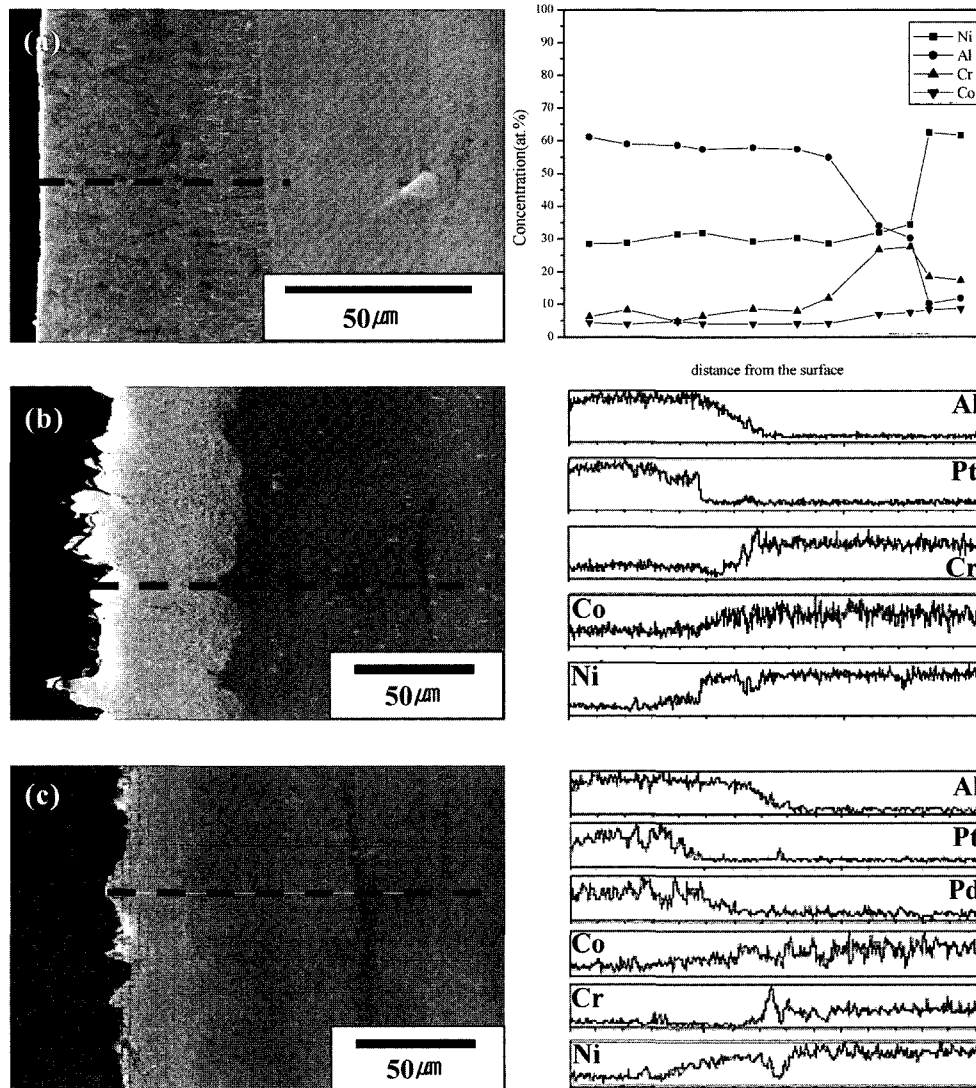 (a)
50㎛
Concentration(at.%)
100
90
80
70
60
50
40
30
20
10
0
Ni
Al
Cr
Co
distance from the surface
(b)
50㎛
Al
Pt
Cr
Co
Ni
(c)
50㎛
Al
Pt
Pd
Co
Cr
Ni